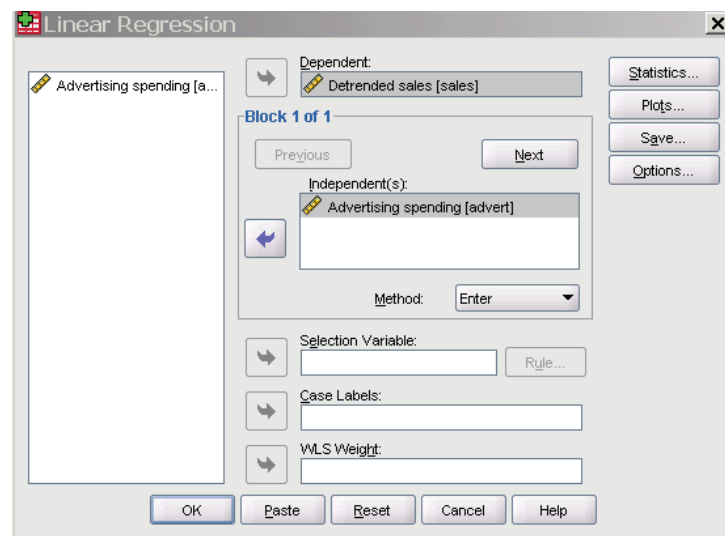 Linear Regression
Advertising spending [a...
Dependent:
Detrended sales [sales]
Block 1 of 1
Previous
Next
Independent(s):
Advertising spending [advert]
Method:
Enter
Selection Variable:
Rule...
Case Labels:
WLS Weight:
Statistics...
Plots...
Save...
Options...
OK
Paste
Reset
Cancel
Help